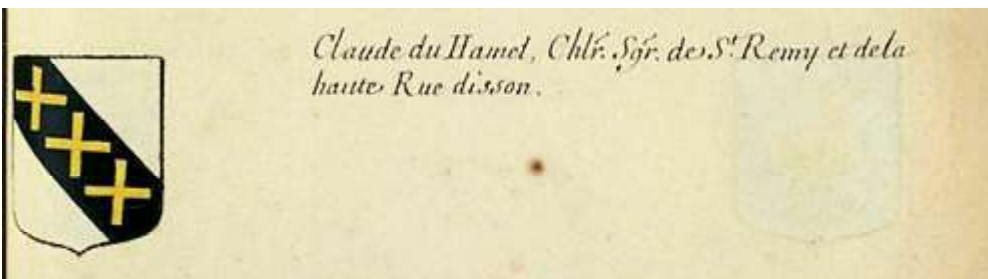 Claude du Hamel, Chlr. Sgr. de St. Remy et de la
haute Rue disson.